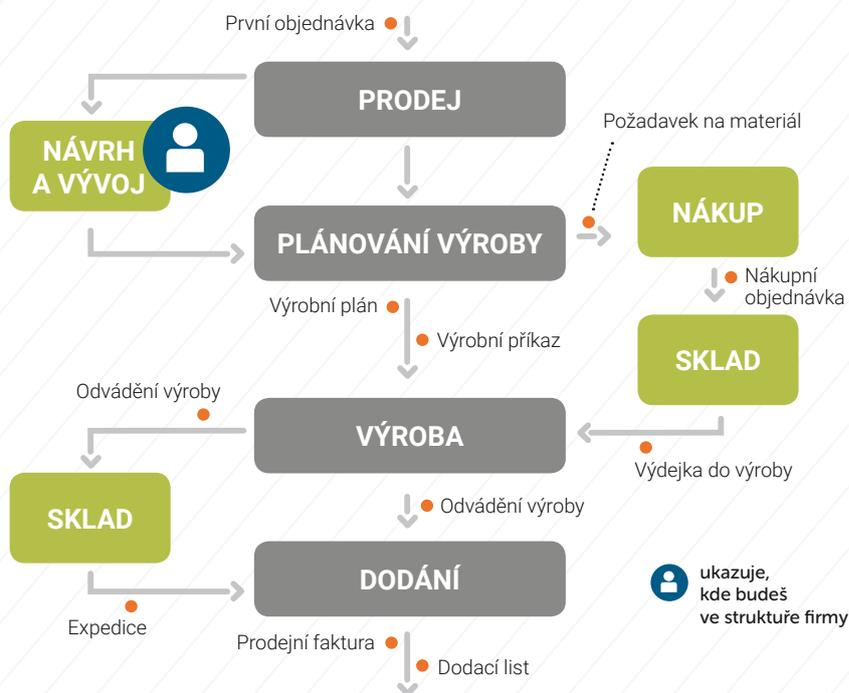 První objednávka
PRODEJ
Požadavek na materiál
NÁVRH
A VÝVOJ
NÁKUP
PLÁNOVÁNÍ VÝROBY
Nákupní
objednávka
Výrobní plán
Výrobní příkaz
SKLAD
Odvádění výroby
VÝROBA
Výdejka do výroby
SKLAD
Odvádění výroby
DODÁNÍ
ukazuje,
kde budeš
ve struktuře firmy
Expedice
Prodejní faktura
Dodací list